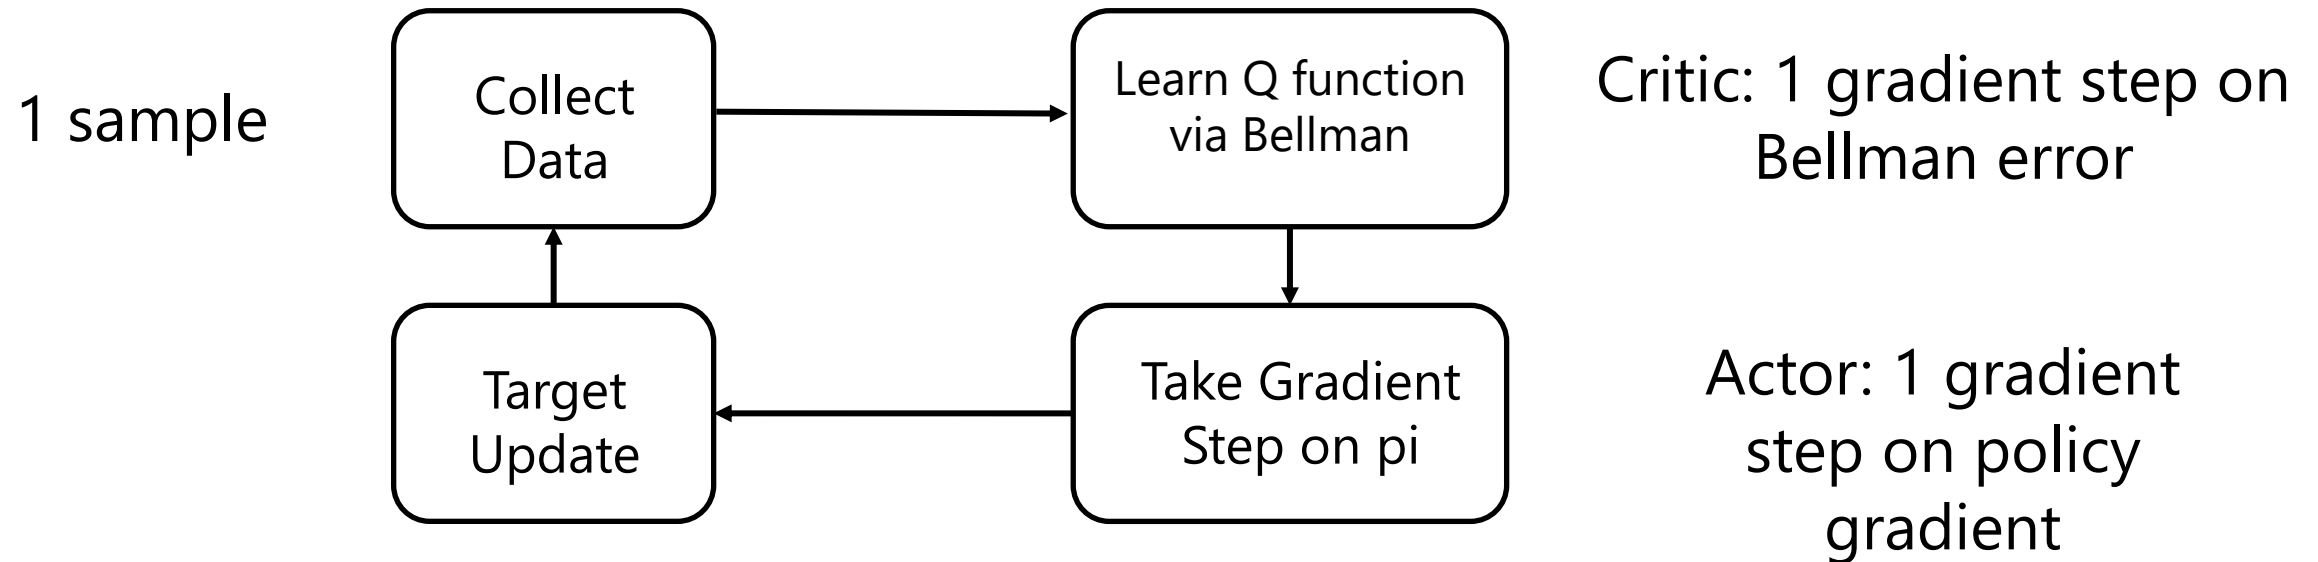 1 sample
Collect
Data
Learn Q function
via Bellman
Critic: 1 gradient step on
Bellman error
Target
Update
Take Gradient
Step on pi
Actor: 1 gradient
step on policy
gradient